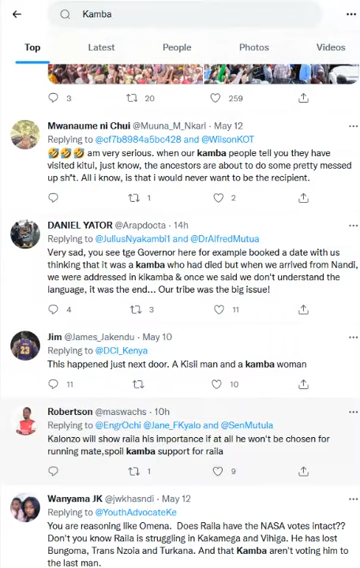 Kamba
Top Latest People Photos Videos
3 20 259
Mwanaume ni Chui @Muuna_M_Nkari · May 12
Replying to @cf7b8984a5bc428 and @WilsonKOT
🤣🤣🤣 am very serious. when our kamba people tell you they have
visited kitui, just know, the ancestors are about to do some pretty messed
up sh*t. All i know, is that i would never want to be the recipient.
1 2
DANIEL YATOR @Arapdocta · 14h
Replying to @JuliusNyakambi1 and @DrAlfredMutua
Very sad, you see tge Governor here for example booked a date with us
thinking that it was a kamba who had died but when we arrived from Nandi,
we were addressed in kikamba & once we said we don't understand the
language, it was the end... Our tribe was the big issue!
4 3 11
Jim @James_Jakendu · May 10
Replying to @DCI_Kenya
This happened just next door. A Kisii man and a kamba woman
11 10
Robertson @maswachs · 10h
Replying to @EngrOchi @Jane_FKyalo and @SenMutula
Kalonzo will show raila his importance if at all he won't be chosen for
running mate,spoil kamba support for raila
1 9
Wanyama JK @jwkhasndi · May 12
Replying to @YouthAdvocateKe
You are reasoning like Omena. Does Raila have the NASA votes intact??
Don't you know Raila is struggling in Kakamega and Vihiga. He has lost
Bungoma, Trans Nzoia and Turkana. And that Kamba aren't voting him to
the last man.